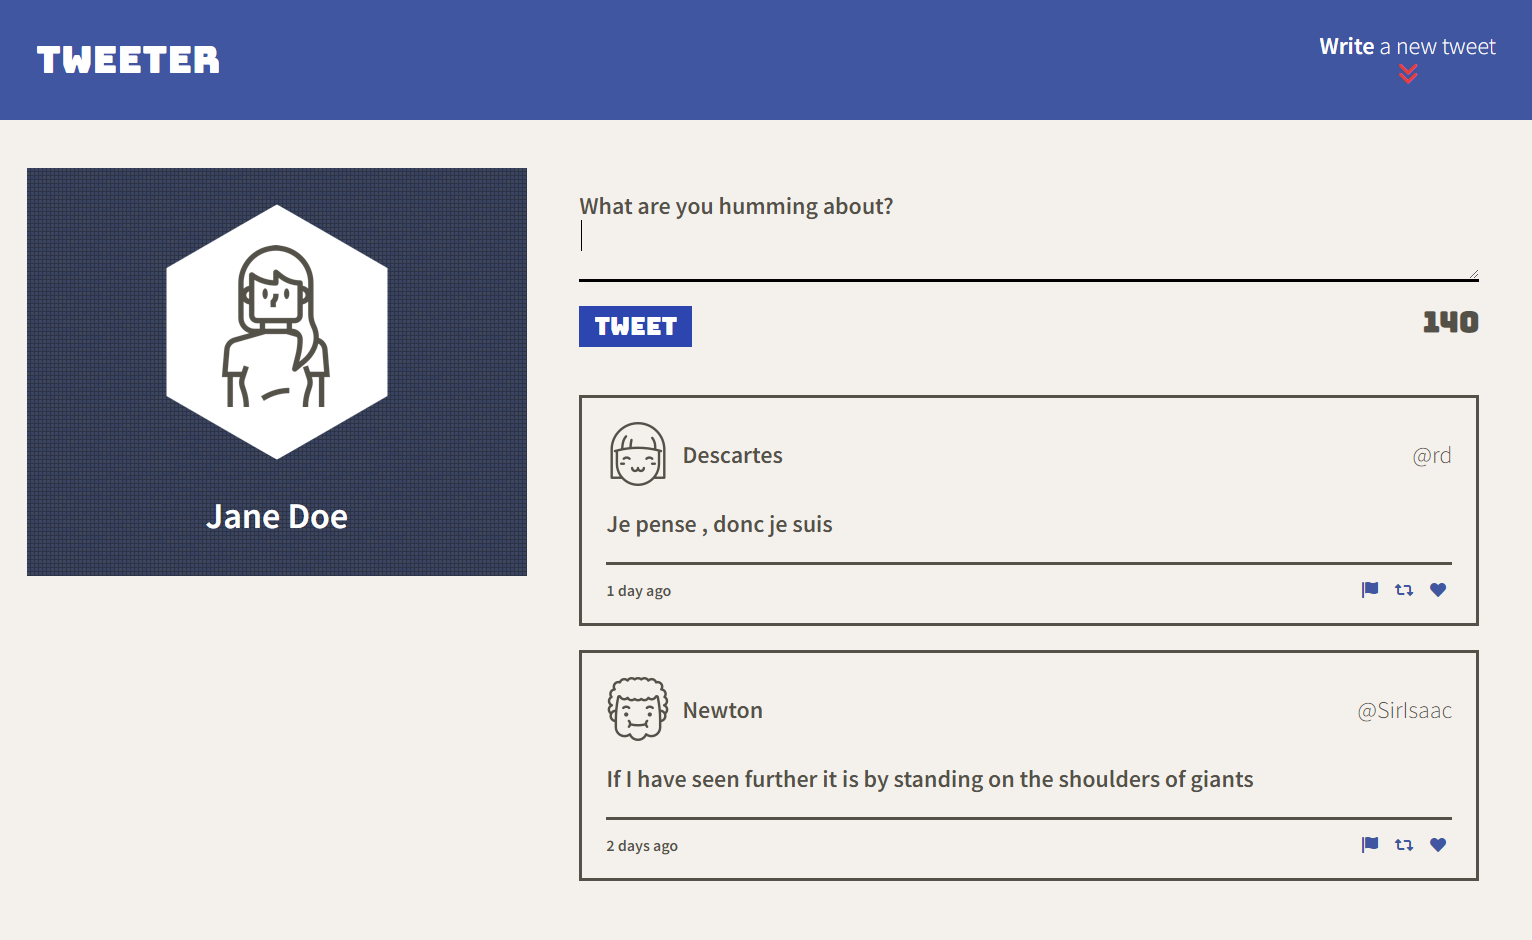 TWEETER
Write a new tweet
Jane Doe
What are you humming about?
TWEET
140
Descartes
@rd
Je pense , donc je suis
1 day ago
Newton
@SirIsaac
If I have seen further it is by standing on the shoulders of giants
2 days ago